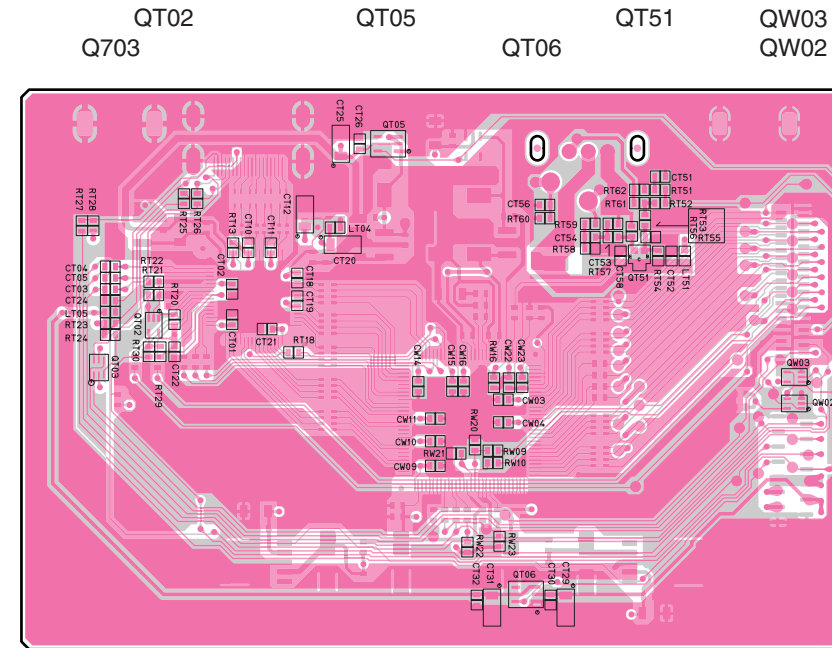 QT02 QT05 QT51 QW03
Q703 QT06 QW02
CT25
CT26
QT05
RT27
RT28
RT25
RT26
CT12
LT04
CT20
RT13
CT10
CT11
CT56
RT60
RT62
RT61
CT51
RT51
RT52
RT59
CT54
RT58
CT53
RT57
CT58
QT51
RT54
CT52
LT51
RT53
RT56
RT55
CT04
CT05
CT03
CT24
LT05
RT23
RT24
RT22
RT21
RT20
QT02
QT03
RT30
RT29
CT22
CT02
CT01
CT18
CT19
CT21
RT18
CW14
CW15
CW16
RW16
CW22
CW23
CW03
CW04
CW11
CW10
CW09
RW20
RW21
RW09
RW10
QW03
QW02
RW22
RW23
CT32
CT31
QT06
CT30
CT29